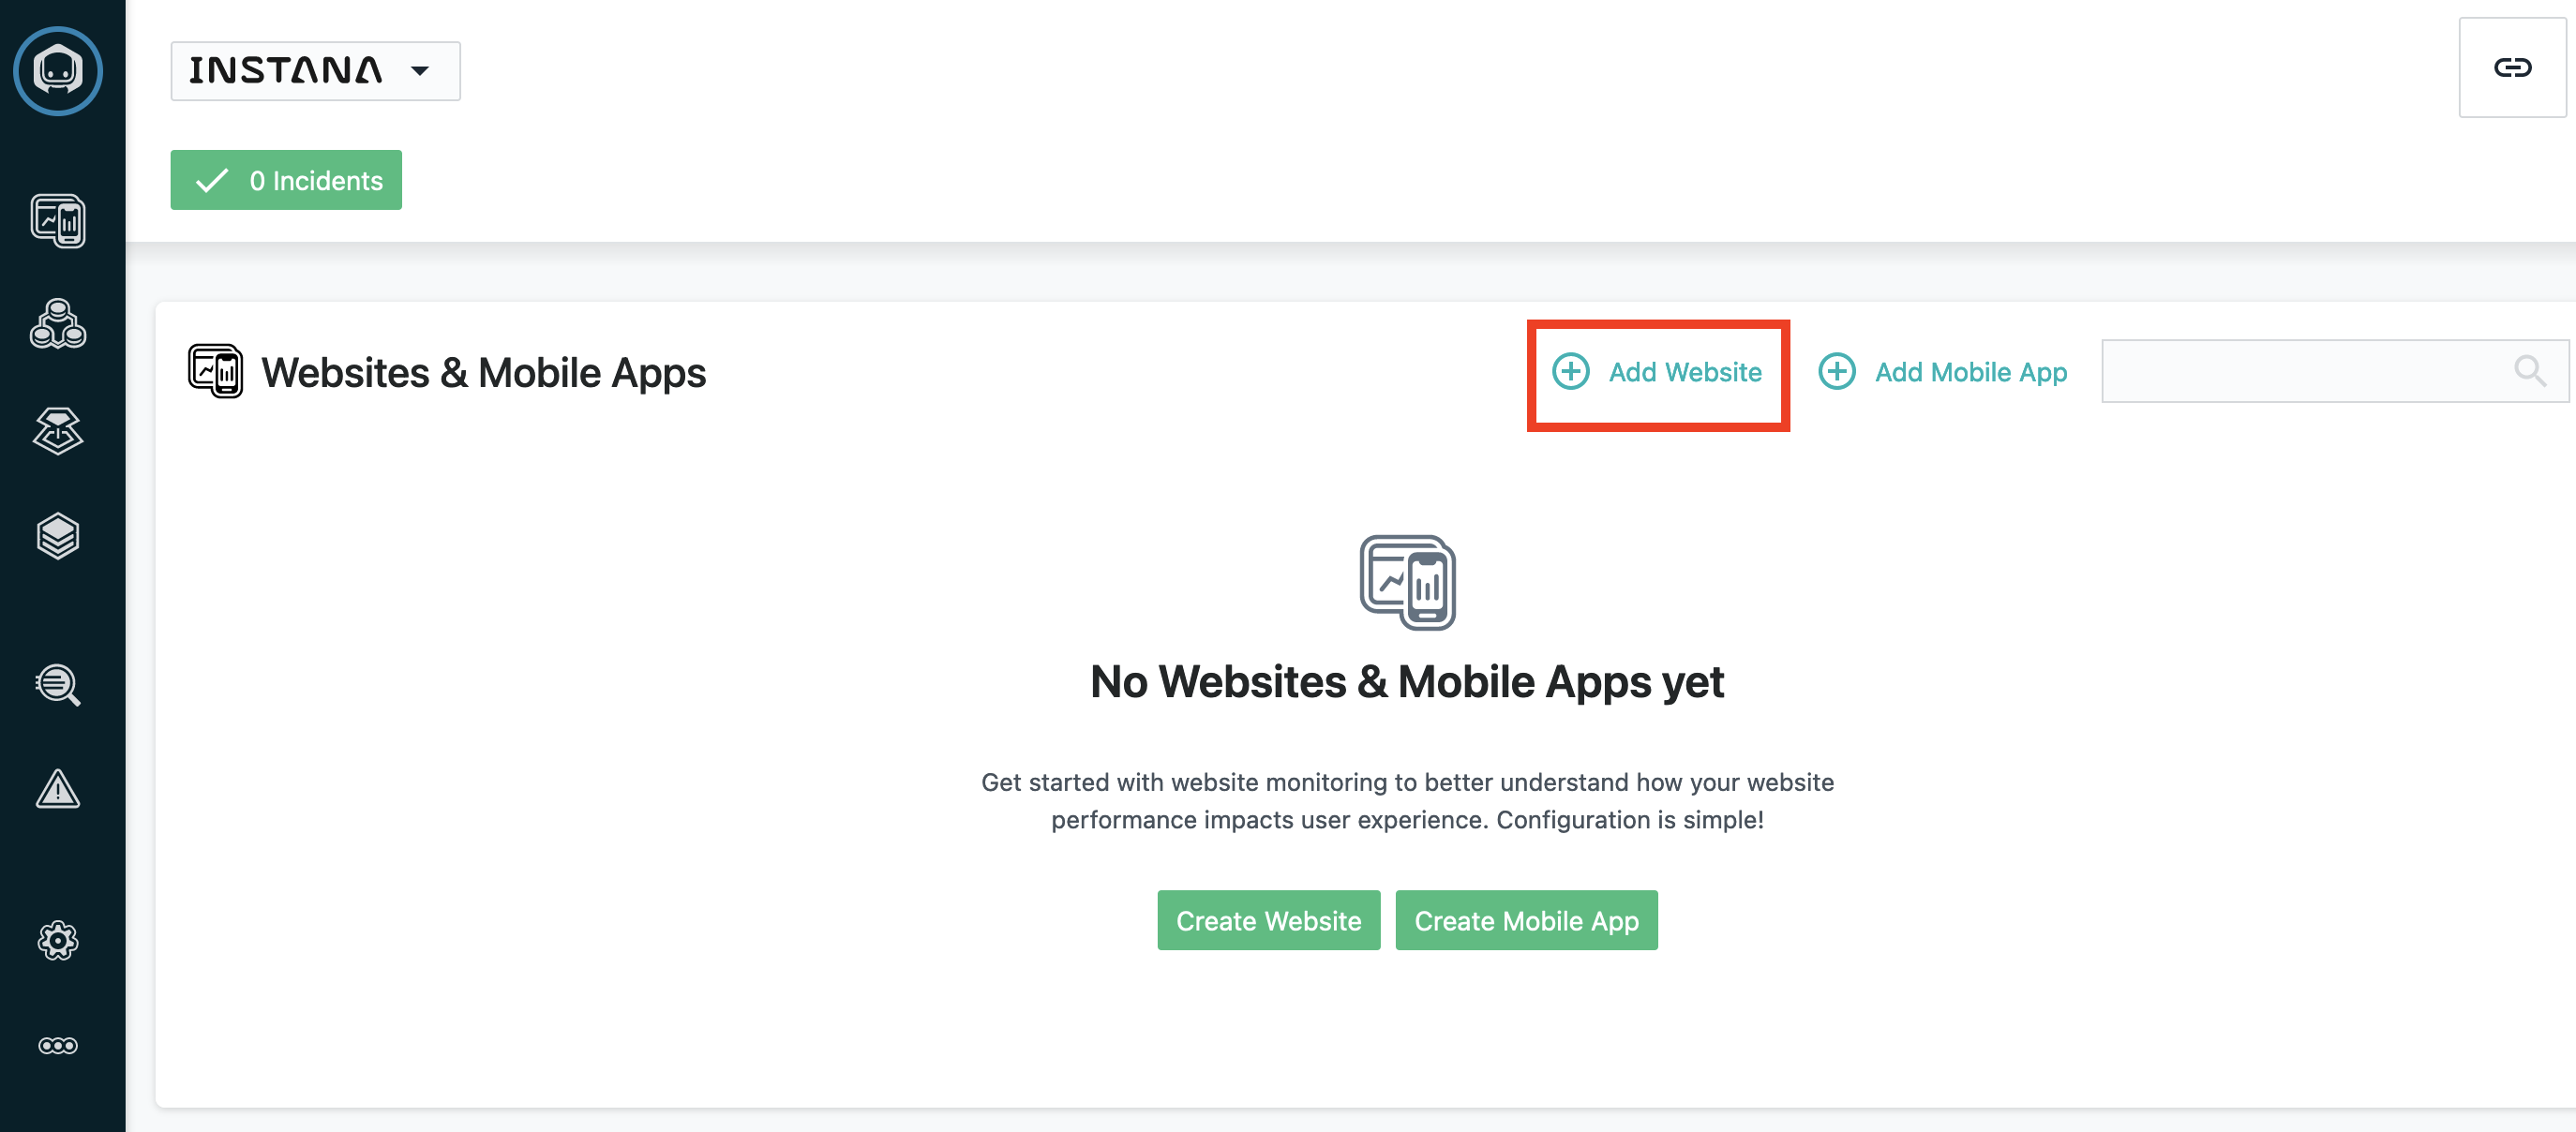 INSTANA
0 Incidents
Websites & Mobile Apps
Add Website
Add Mobile App
No Websites & Mobile Apps yet
Get started with website monitoring to better understand how your website
performance impacts user experience. Configuration is simple!
Create Website
Create Mobile App